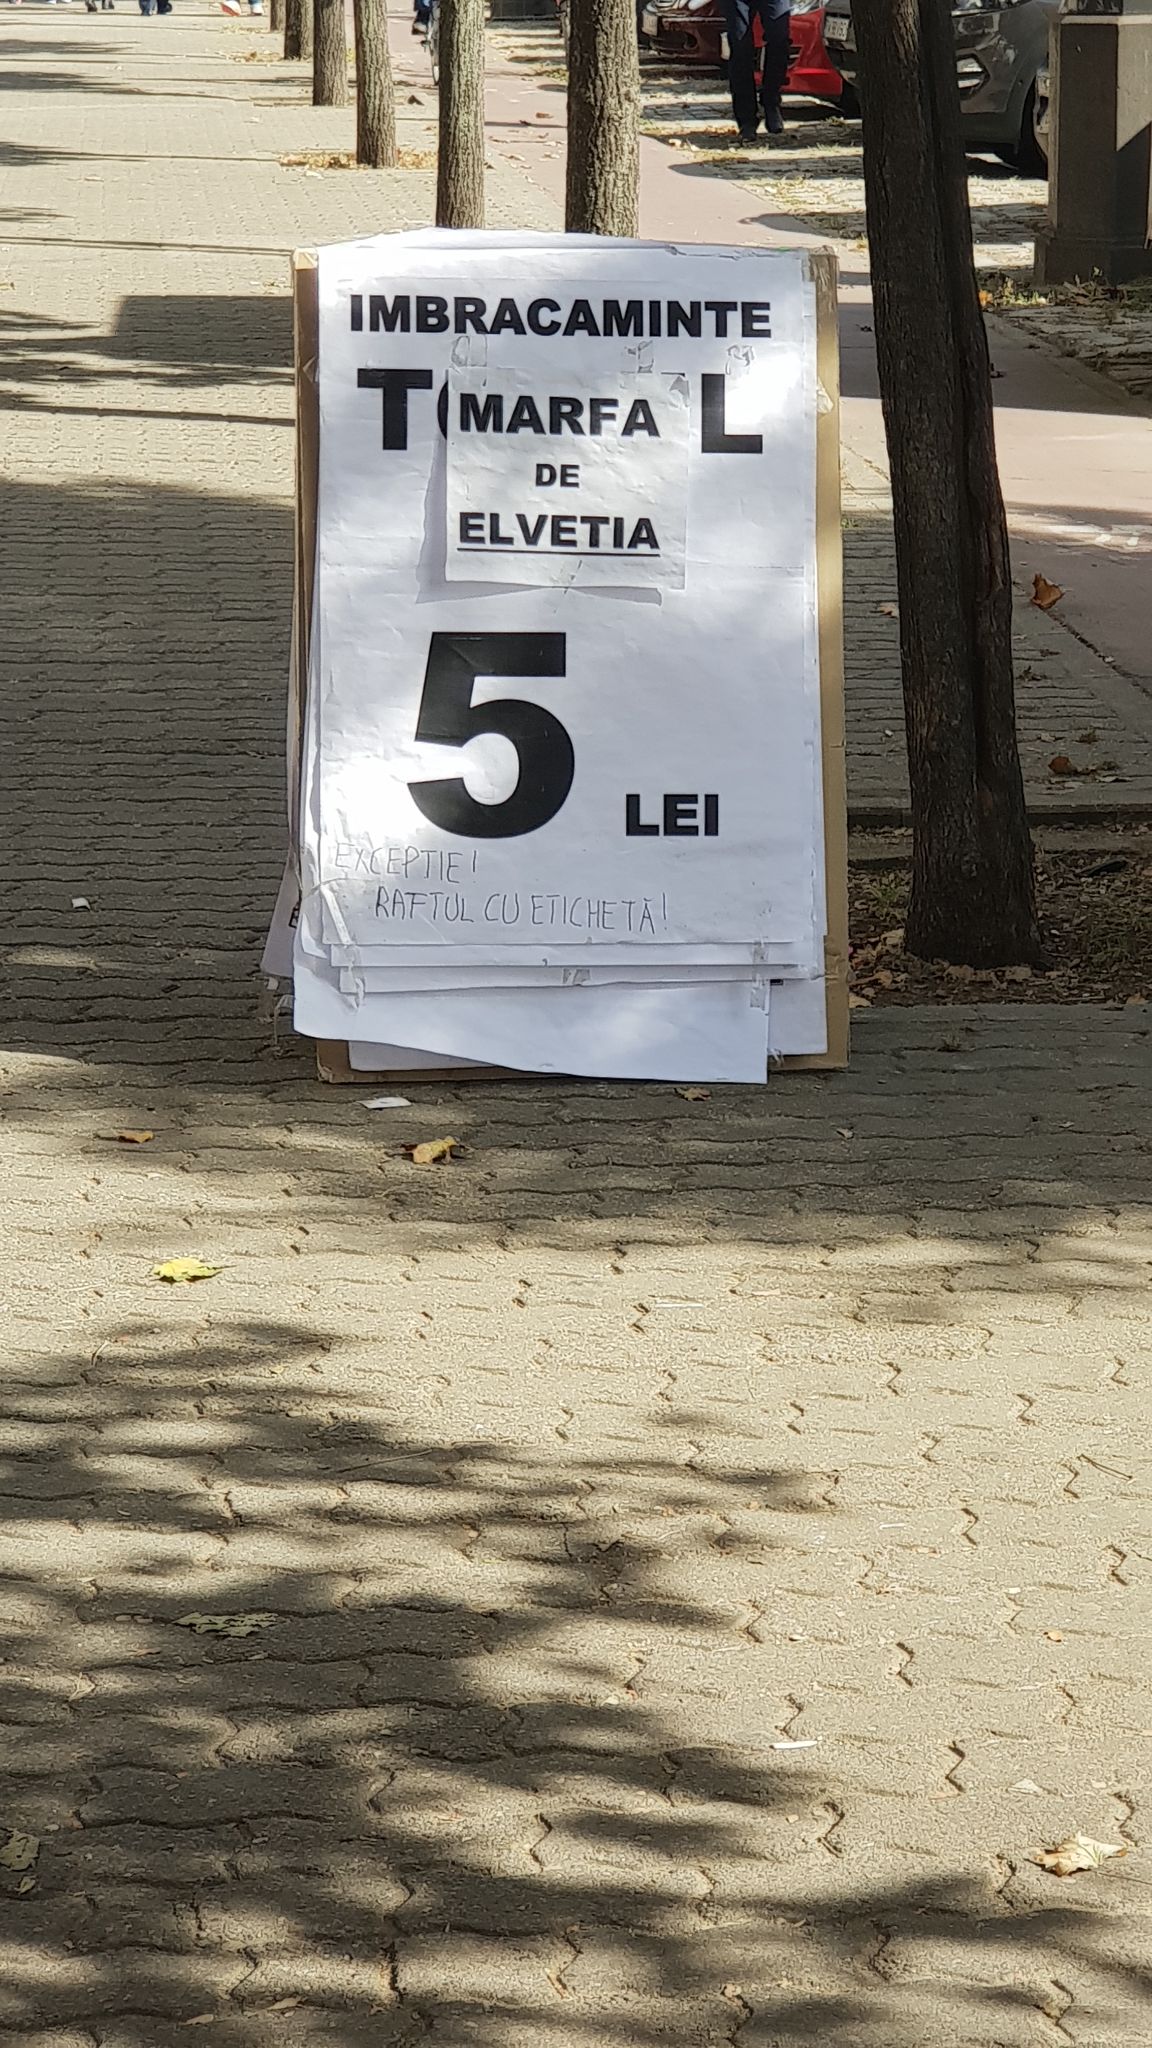 IMBRACAMINTE
MARFA
DE
ELVETIA
5 LEI
EXCEPTIE!
RAFTUL CU ETICHETĂ!